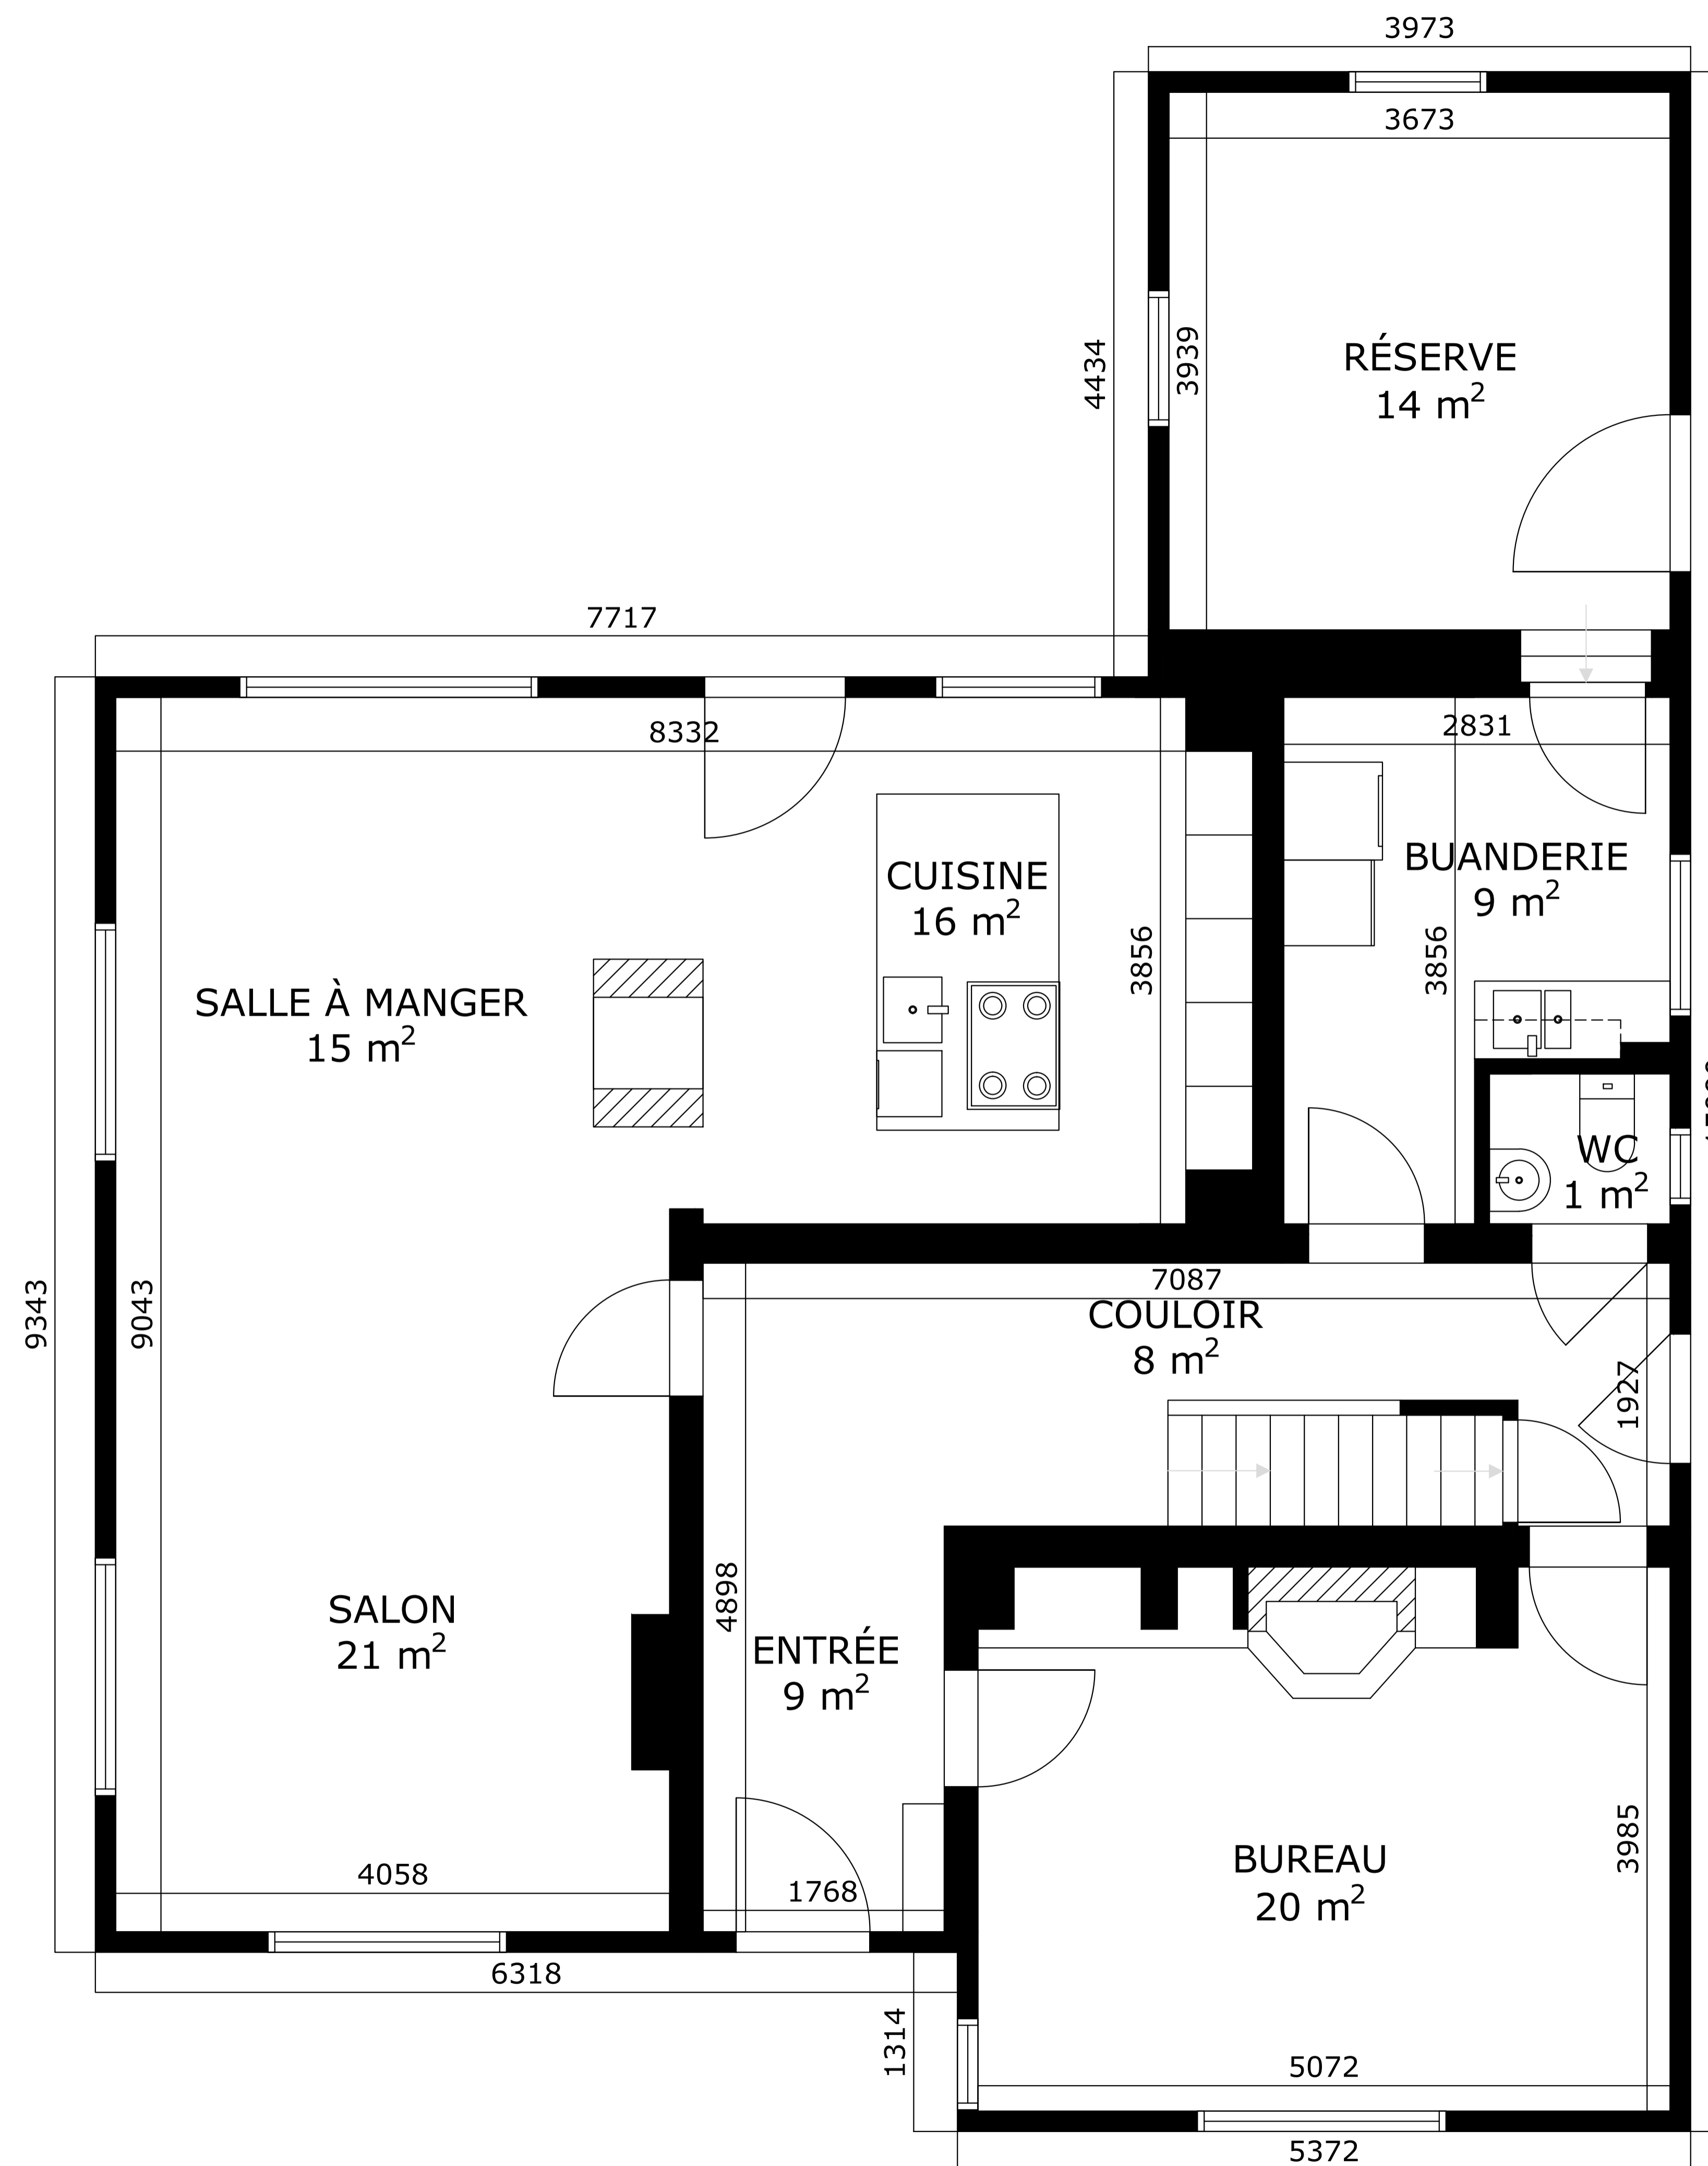 3973
3673
4434
3939
RÉSERVE
14 m²
7717
8332
2831
CUISINE
16 m²
BUANDERIE
9 m²
3856
3856
SALLE À MANGER
15 m²
WC
1 m²
9343
9043
7087
COULOIR
8 m²
1927
4898
SALON
21 m²
ENTRÉE
9 m²
BUREAU
20 m²
3985
4058
1768
6318
1314
5072
5372